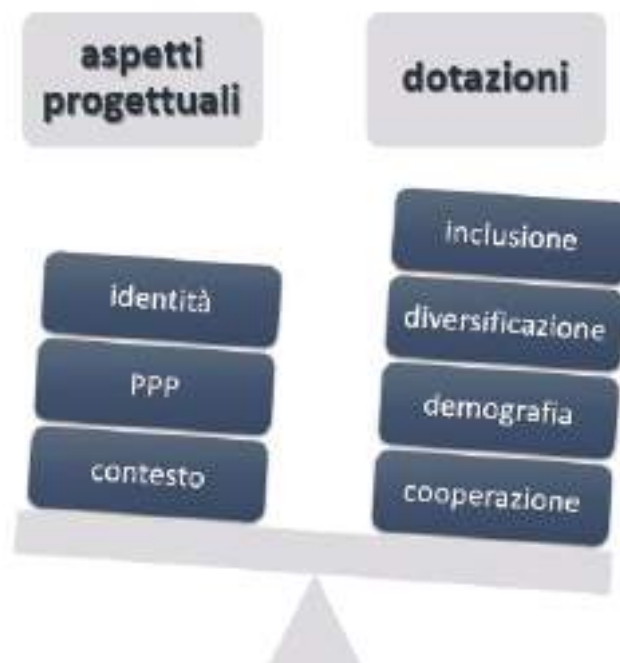 aspetti
progettuali
dotazioni
identità
PPP
contesto
inclusione
diversificazione
demografia
cooperazione